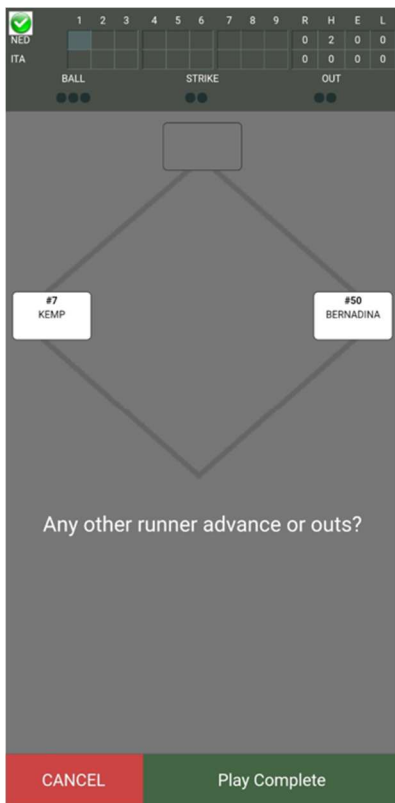 1 2 3 4 5 6 7 8 9 R H E L
NED 0 2 0 0
ITA 0 0 0 0
BALL STRIKE OUT
#7
KEMP
#50
BERNADINA
Any other runner advance or outs?
CANCEL Play Complete